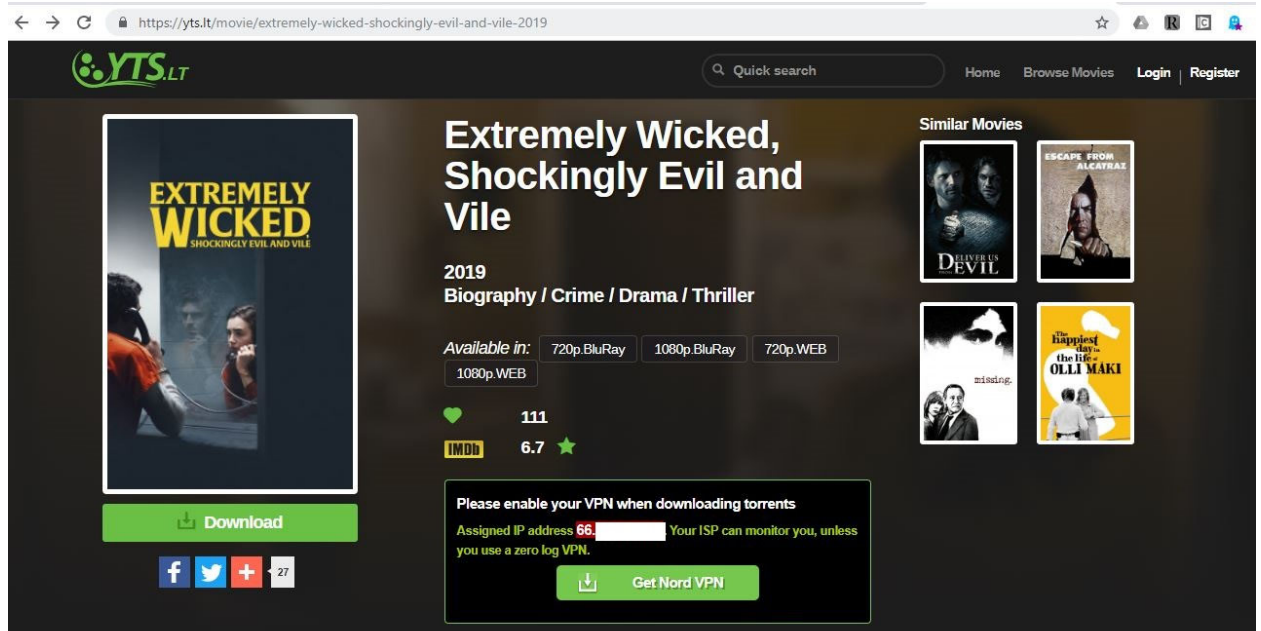 https://yts.lt/movie/extremely-wicked-shockingly-evil-and-vile-2019
YTS.LT
Quick search
Home
Browse Movies
Login | Register
EXTREMELY
WICKED,
SHOCKINGLY EVIL AND VILE
Download
27
Extremely Wicked,
Shockingly Evil and
Vile
2019
Biography / Crime / Drama / Thriller
Available in: 720p.BluRay 1080p.BluRay 720p.WEB
1080p.WEB
111
IMDb 6.7
Please enable your VPN when downloading torrents
Assigned IP address 66. . Your ISP can monitor you, unless
you use a zero log VPN.
Get Nord VPN
Similar Movies
DELIVER US
FROM
EVIL
ESCAPE FROM
ALCATRAZ
missing.
The
happiest
day in
the life of
OLLI MÄKI